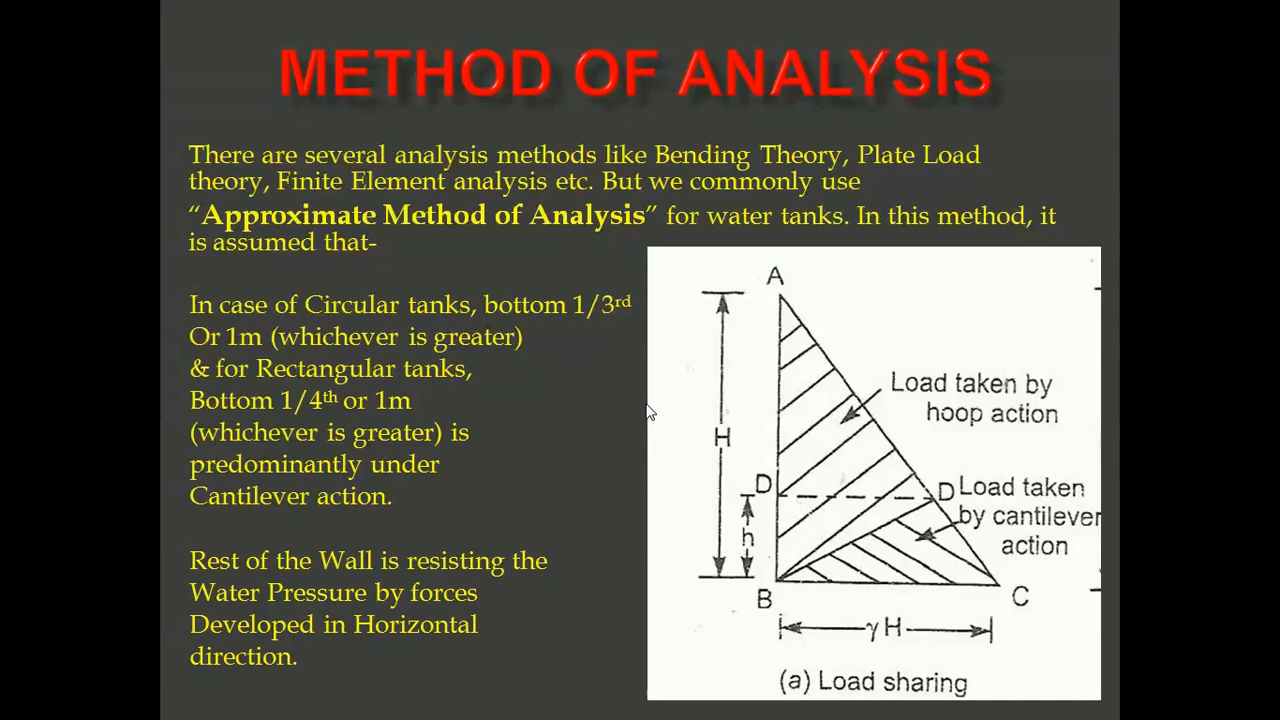 METHOD OF ANALYSIS
There are several analysis methods like Bending Theory, Plate Load
theory, Finite Element analysis etc. But we commonly use
“Approximate Method of Analysis” for water tanks. In this method, it
is assumed that-
In case of Circular tanks, bottom 1/3rd
Or 1m (whichever is greater)
& for Rectangular tanks,
Bottom 1/4th or 1m
(whichever is greater) is
predominantly under
Cantilever action.
Rest of the Wall is resisting the
Water Pressure by forces
Developed in Horizontal
direction.
A
Load taken by
hoop action
H
D
D
Load taken
by cantilever
action
h
B
C
γ H
(a) Load sharing